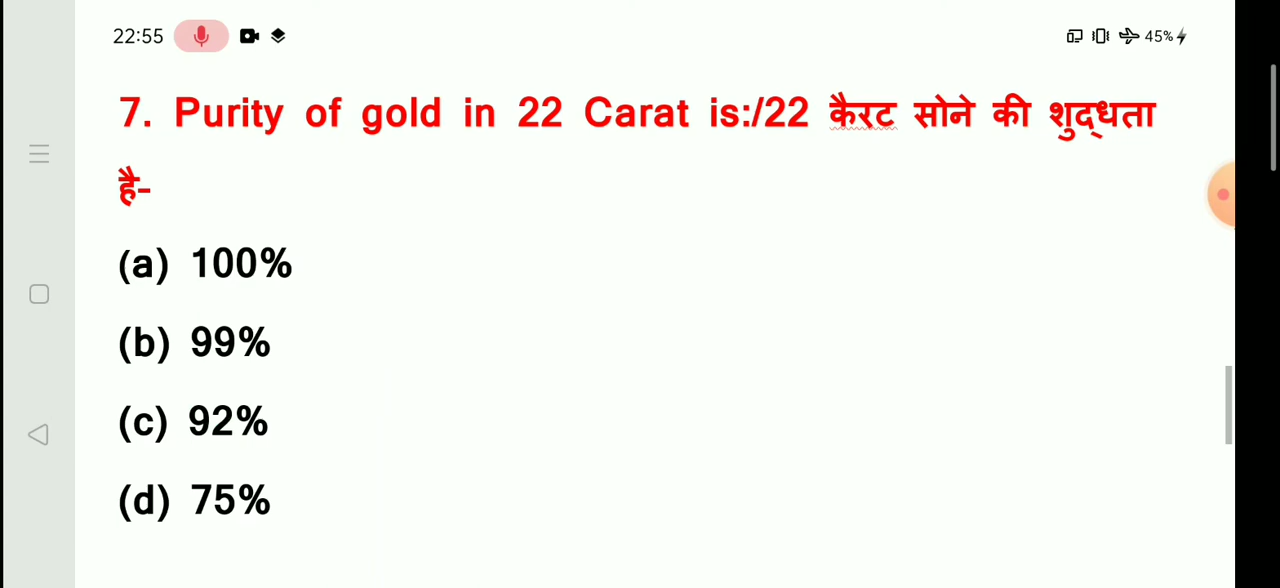 22:55 45%
7. Purity of gold in 22 Carat is:/22 कैरट सोने की शुद्धता
है-
(a) 100%
(b) 99%
(c) 92%
(d) 75%